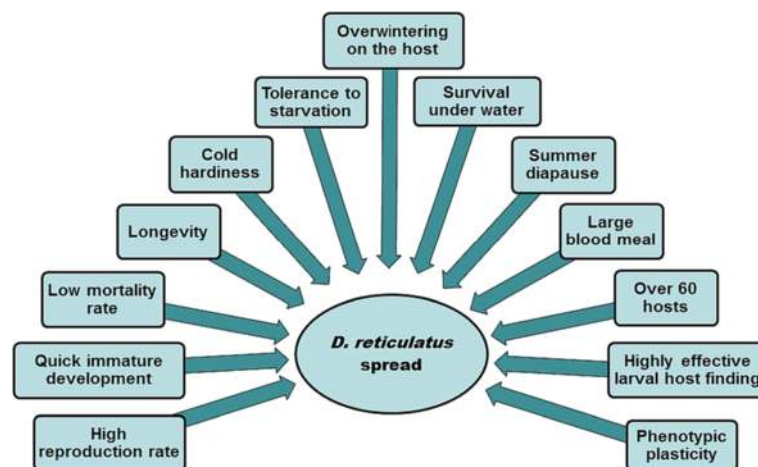 Overwintering
on the host
Tolerance to
starvation
Survival
under water
Cold
hardiness
Summer
diapause
Longevity
Large
blood meal
Low mortality
rate
Over 60
hosts
D. reticulatus
spread
Quick immature
development
Highly effective
larval host finding
High
reproduction rate
Phenotypic
plasticity